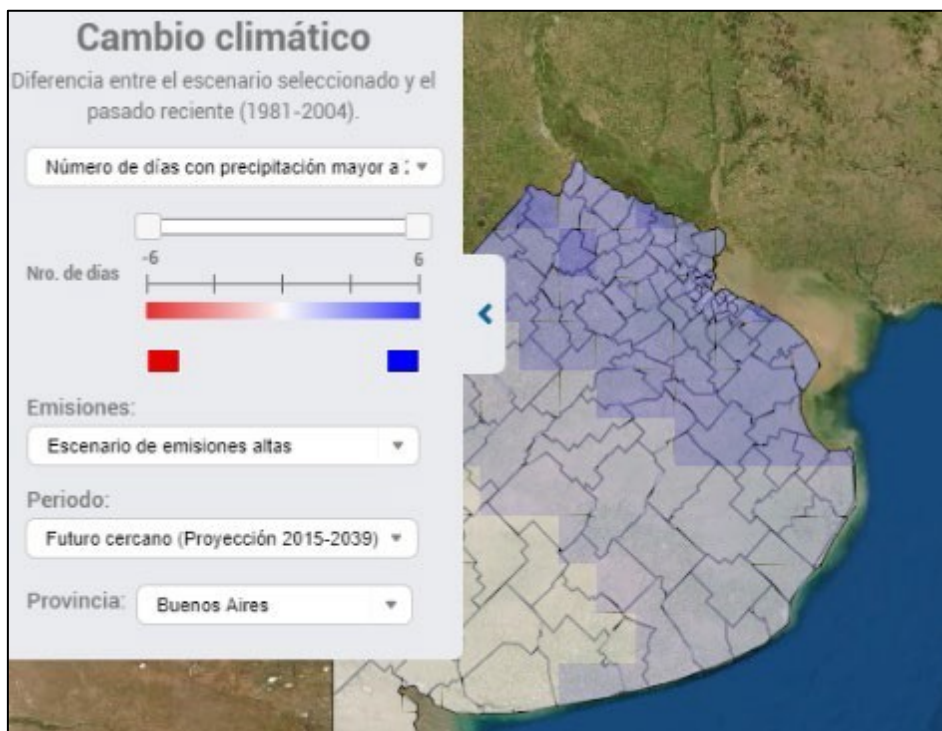 Cambio climático
Diferencia entre el escenario seleccionado y el
pasado reciente (1981-2004).
Número de días con precipitación mayor a
-6 6
Nro. de días
Emisiones:
Escenario de emisiones altas
Periodo:
Futuro cercano (Proyección 2015-2039)
Provincia: Buenos Aires